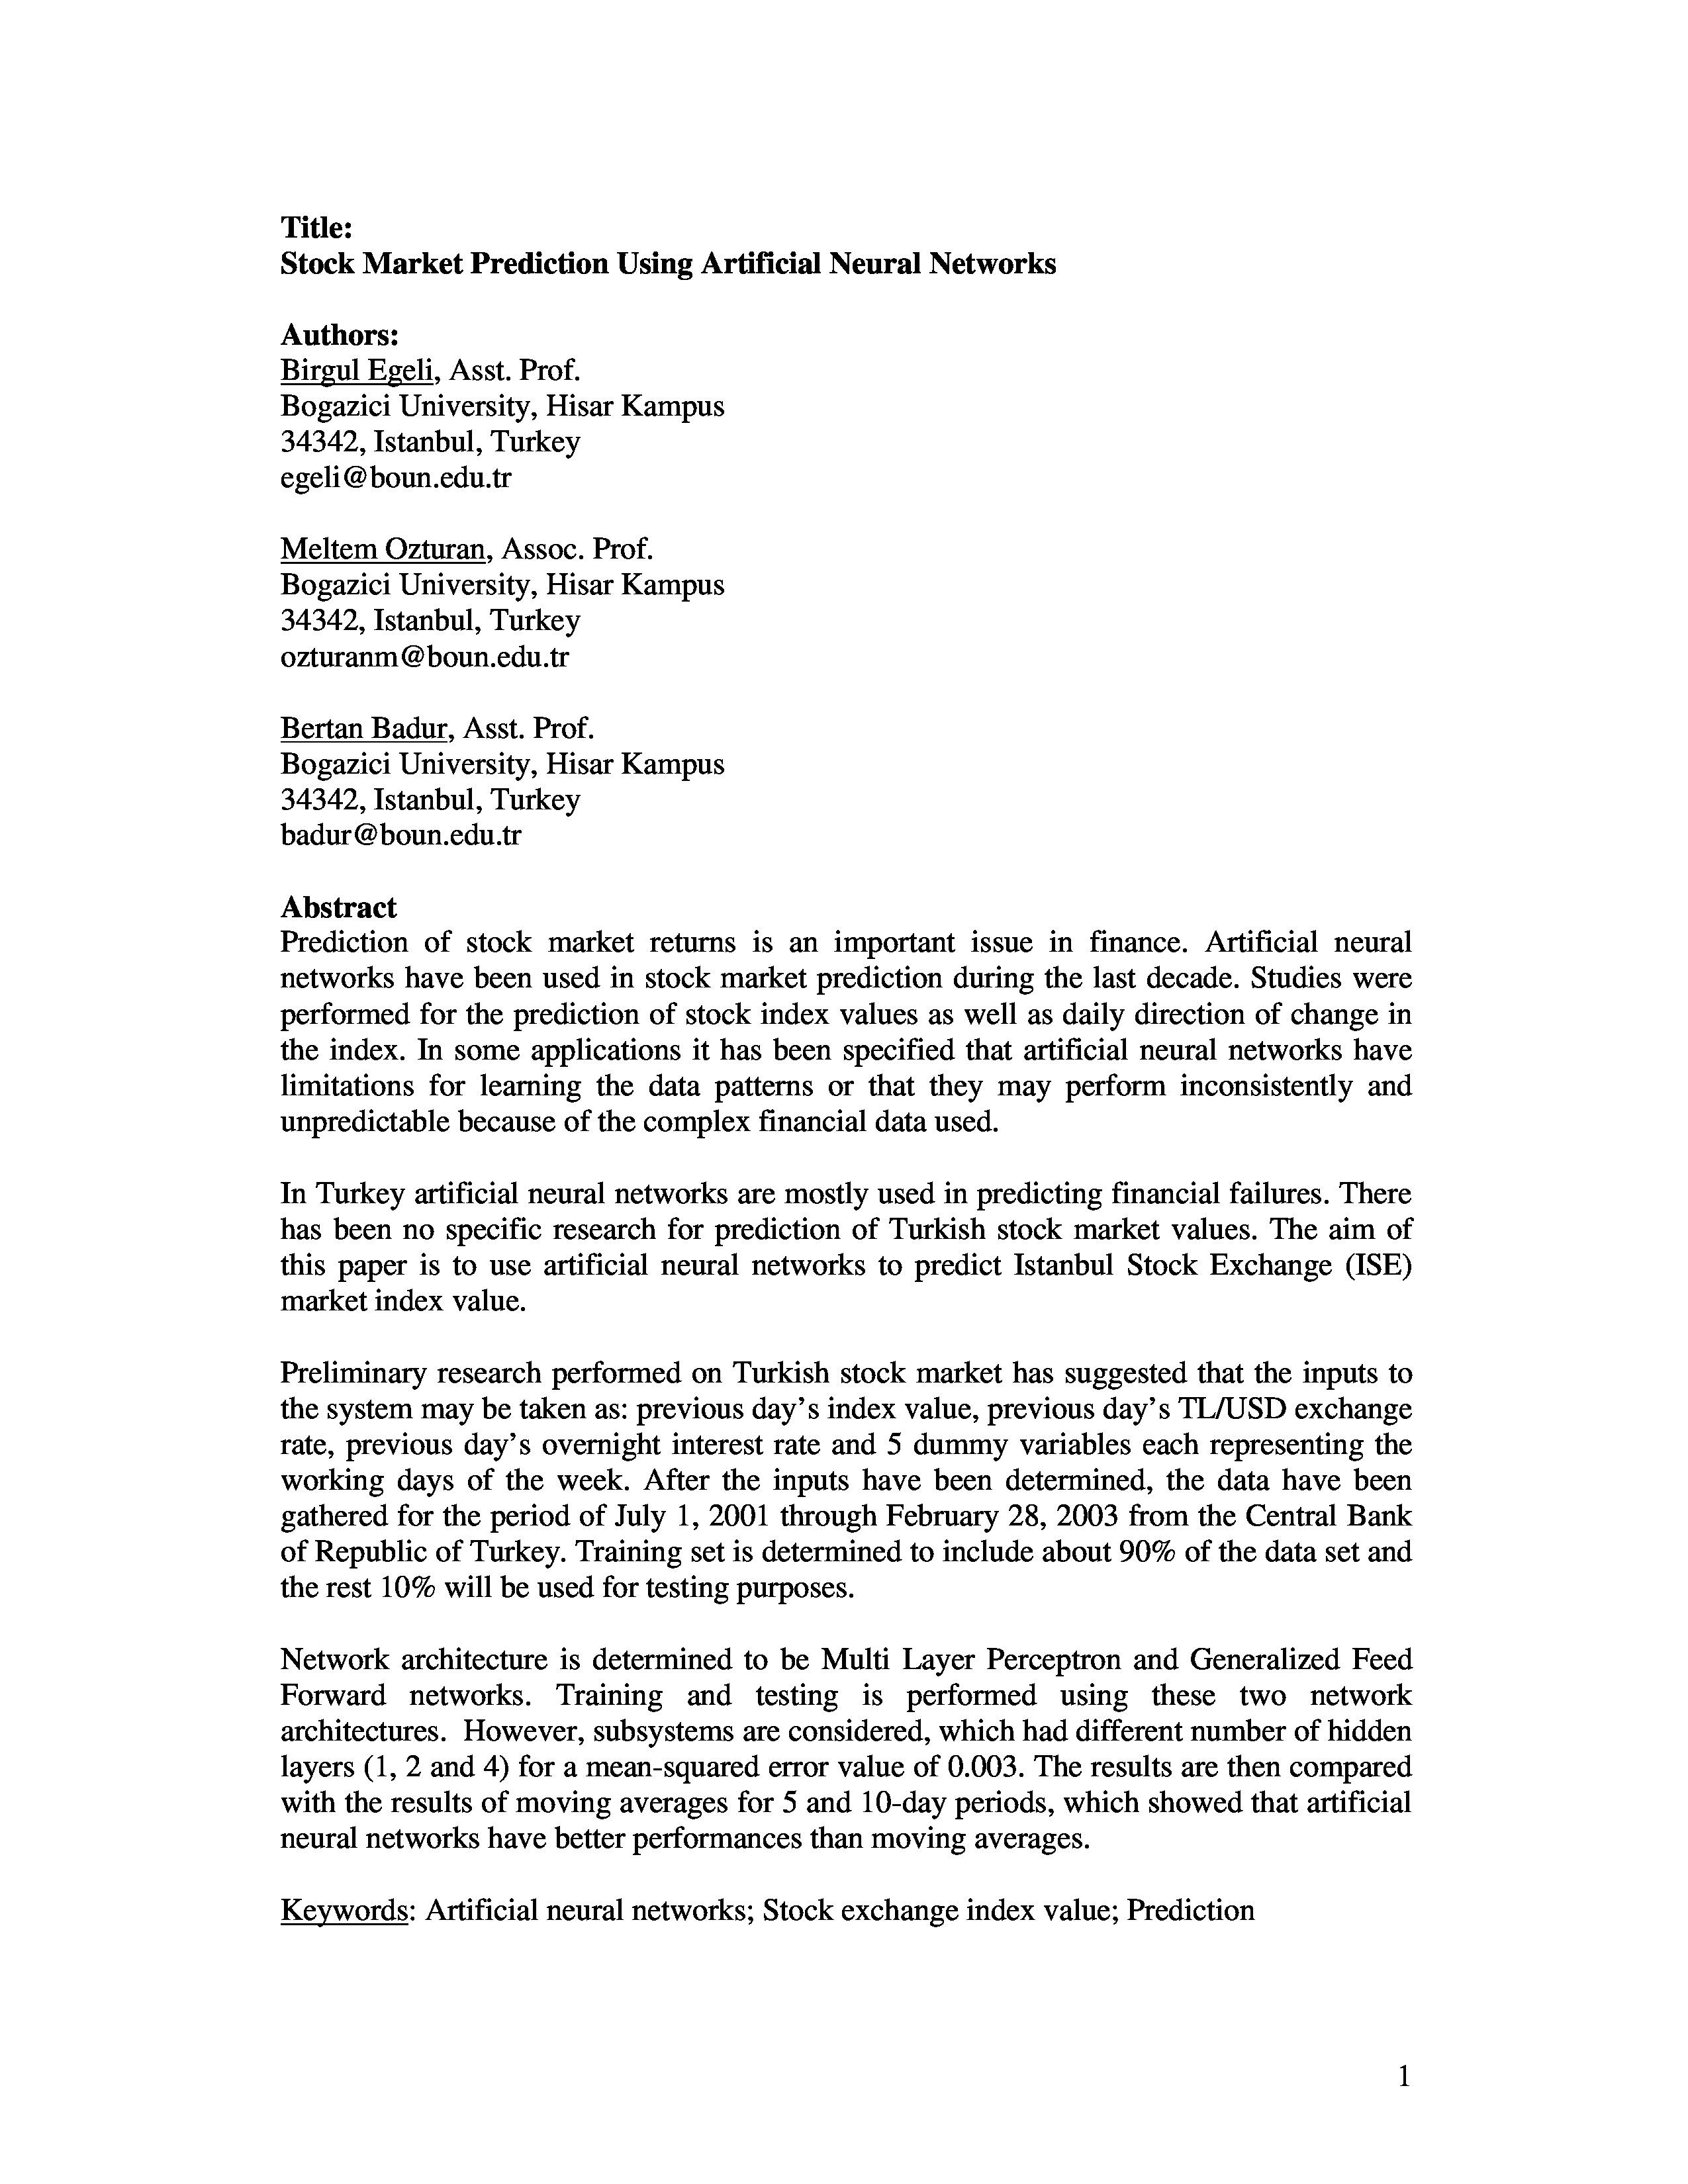 Title:
Stock Market Prediction Using Artificial Neural Networks
Authors:
Birgul Egeli, Asst. Prof.
Bogazici University, Hisar Kampus
34342, Istanbul, Turkey
egeli@boun.edu.tr
Meltem Ozturan, Assoc. Prof.
Bogazici University, Hisar Kampus
34342, Istanbul, Turkey
ozturanm@boun.edu.tr
Bertan Badur, Asst. Prof.
Bogazici University, Hisar Kampus
34342, Istanbul, Turkey
badur@boun.edu.tr
Abstract
Prediction of stock market returns is an important issue in finance. Artificial neural
networks have been used in stock market prediction during the last decade. Studies were
performed for the prediction of stock index values as well as daily direction of change in
the index. In some applications it has been specified that artificial neural networks have
limitations for learning the data patterns or that they may perform inconsistently and
unpredictable because of the complex financial data used.
In Turkey artificial neural networks are mostly used in predicting financial failures. There
has been no specific research for prediction of Turkish stock market values. The aim of
this paper is to use artificial neural networks to predict Istanbul Stock Exchange (ISE)
market index value.
Preliminary research performed on Turkish stock market has suggested that the inputs to
the system may be taken as: previous day's index value, previous day's TL/USD exchange
rate, previous day's overnight interest rate and 5 dummy variables each representing the
working days of the week. After the inputs have been determined, the data have been
gathered for the period of July 1, 2001 through February 28, 2003 from the Central Bank
of Republic of Turkey. Training set is determined to include about 90% of the data set and
the rest 10% will be used for testing purposes.
Network architecture is determined to be Multi Layer Perceptron and Generalized Feed
Forward networks. Training and testing is performed using these two network
architectures.  However, subsystems are considered, which had different number of hidden
layers (1, 2 and 4) for a mean-squared error value of 0.003. The results are then compared
with the results of moving averages for 5 and 10-day periods, which showed that artificial
neural networks have better performances than moving averages.
Keywords: Artificial neural networks; Stock exchange index value; Prediction
1